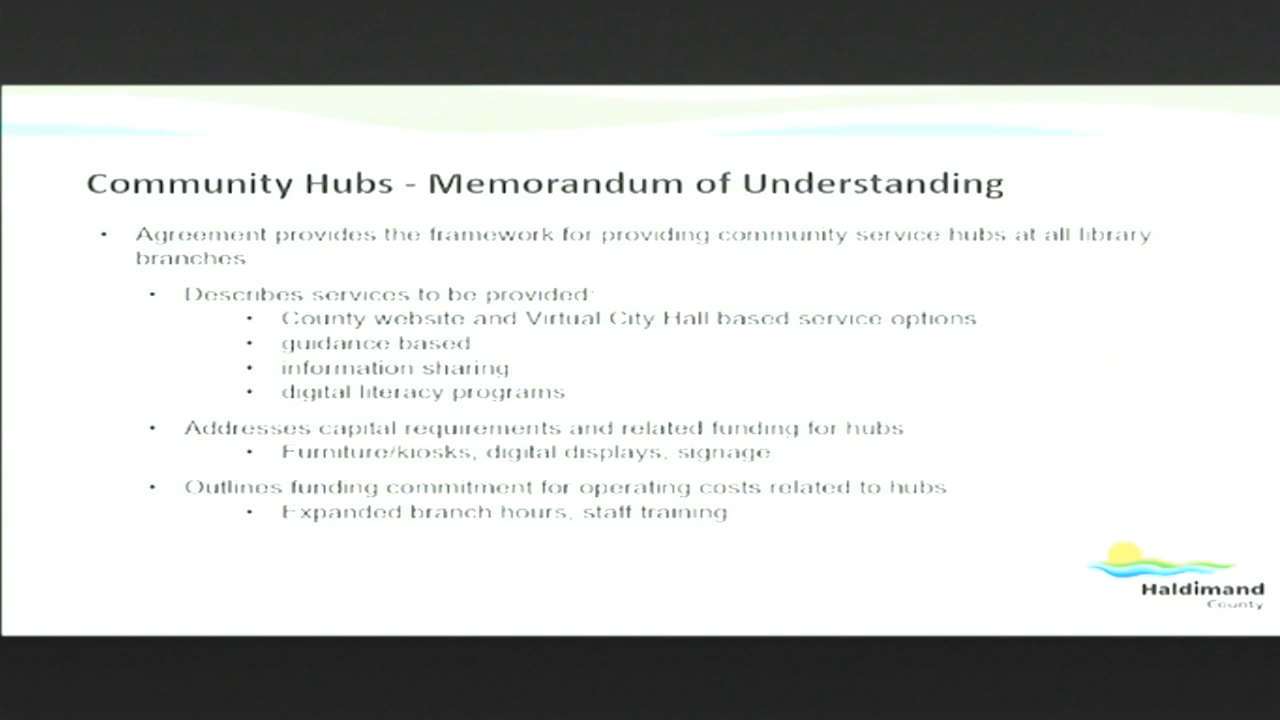 Community Hubs - Memorandum of Understanding
• Agreement provides the framework for providing community service hubs at all library
branches
• Describes services to be provided:
• County website and Virtual City Hall based service options
• guidance based
• information sharing
• digital literacy programs
• Addresses capital requirements and related funding for hubs
• Furniture/kiosks, digital displays, signage
• Outlines funding commitment for operating costs related to hubs
• Expanded branch hours, staff training
Haldimand
County